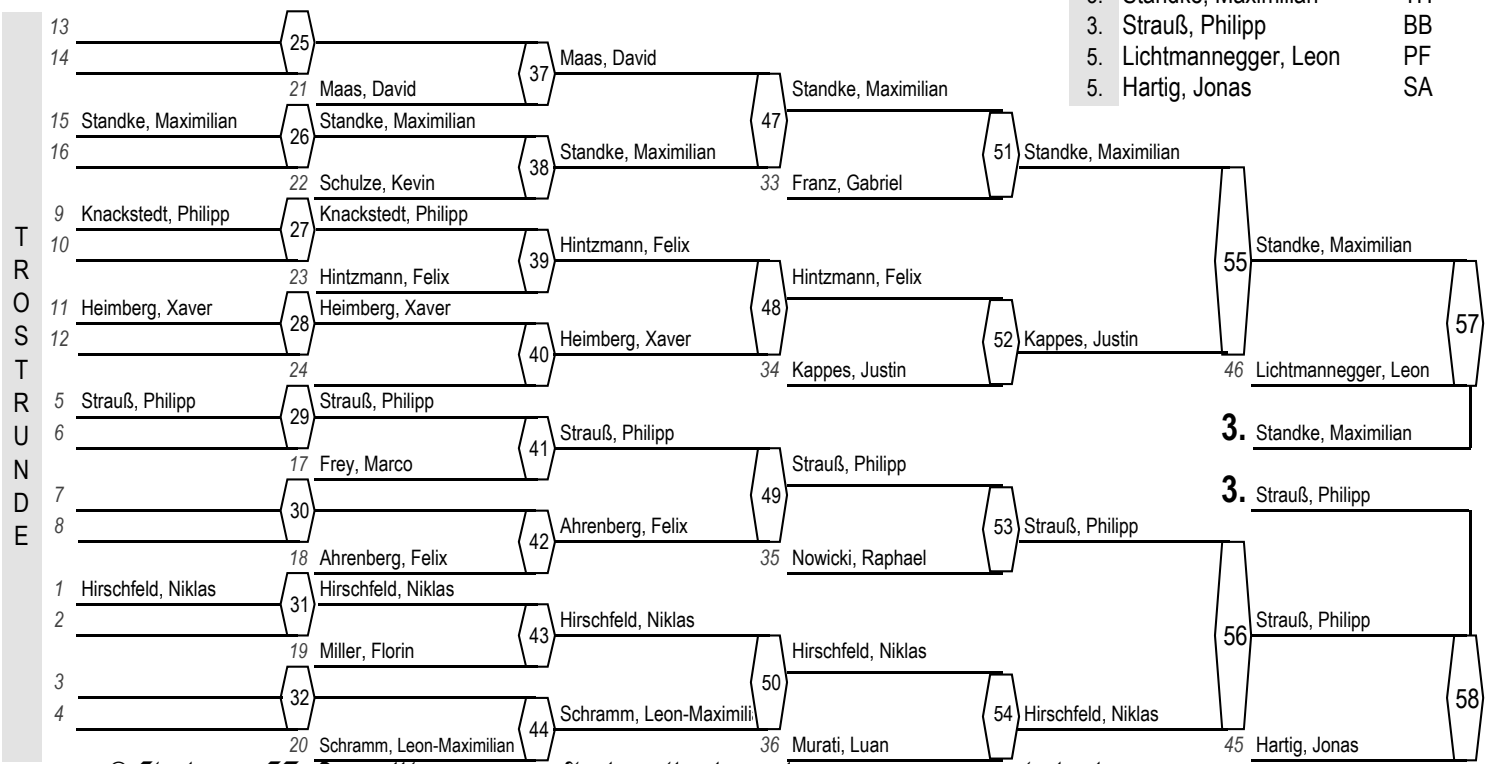 3. Standke, Maximilian TH
3. Strauß, Philipp BB
5. Lichtmannegger, Leon PF
5. Hartig, Jonas SA
TROSTRUNDE
13
14
25
21 Maas, David
37
Maas, David
15 Standke, Maximilian
16
26
Standke, Maximilian
22 Schulze, Kevin
38
Standke, Maximilian
47
Standke, Maximilian
33 Franz, Gabriel
51
Standke, Maximilian
9 Knackstedt, Philipp
10
27
Knackstedt, Philipp
23 Hintzmann, Felix
39
Hintzmann, Felix
11 Heimberg, Xaver
12
28
Heimberg, Xaver
24
40
Heimberg, Xaver
48
Hintzmann, Felix
34 Kappes, Justin
52
Kappes, Justin
55
Standke, Maximilian
46 Lichtmannegger, Leon
57
3. Standke, Maximilian
5 Strauß, Philipp
6
29
Strauß, Philipp
17 Frey, Marco
41
Strauß, Philipp
7
8
30
18 Ahrenberg, Felix
42
Ahrenberg, Felix
49
Strauß, Philipp
35 Nowicki, Raphael
53
Strauß, Philipp
1 Hirschfeld, Niklas
2
31
Hirschfeld, Niklas
19 Miller, Florin
43
Hirschfeld, Niklas
3
4
32
20 Schramm, Leon-Maximilian
44
Schramm, Leon-Maximili
50
Hirschfeld, Niklas
36 Murati, Luan
54
Hirschfeld, Niklas
56
3. Strauß, Philipp
Strauß, Philipp
45 Hartig, Jonas
58